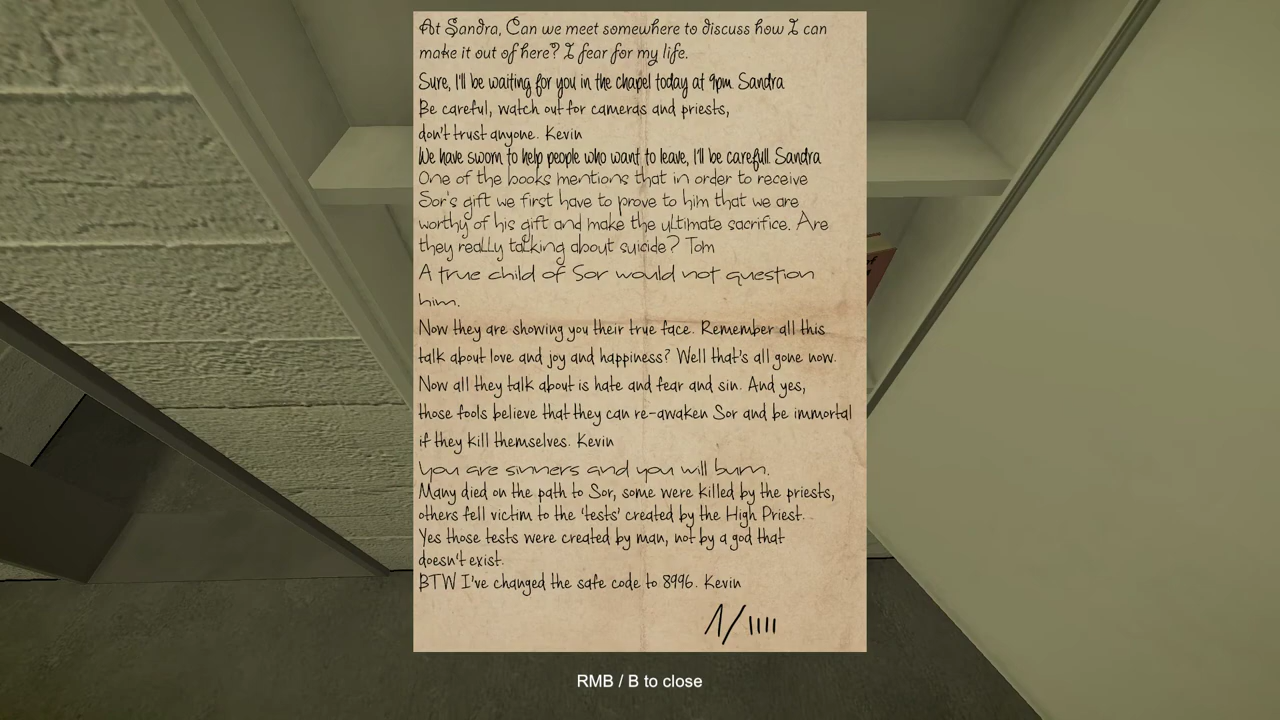 At Sandra, Can we meet somewhere to discuss how I can
make it out of here? I fear for my life.
Sure, I'll be waiting for you in the chapel today at 9pm. Sandra
Be careful, watch out for cameras and priests,
don't trust anyone. Kevin
We have sworn to help people who want to leave, I'll be carefull. Sandra
One of the books mentions that in order to receive
Sor's gift we first have to prove to him that we are
worthy of his gift and make the ultimate sacrifice. Are
they really talking about suicide? Tom
A true child of Sor would not question
him.
Now they are showing you their true face. Remember all this
talk about love and joy and happiness? Well that's all gone now.
Now all they talk about is hate and fear and sin. And yes,
those fools believe that they can re-awaken Sor and be immortal
if they kill themselves. Kevin
You are sinners and you will burn.
Many died on the path to Sor, some were killed by the priests,
others fell victim to the 'tests' created by the High Priest.
Yes those tests were created by man, not by a god that
doesn't exist.
BTW I've changed the safe code to 8996. Kevin
RMB / B to close